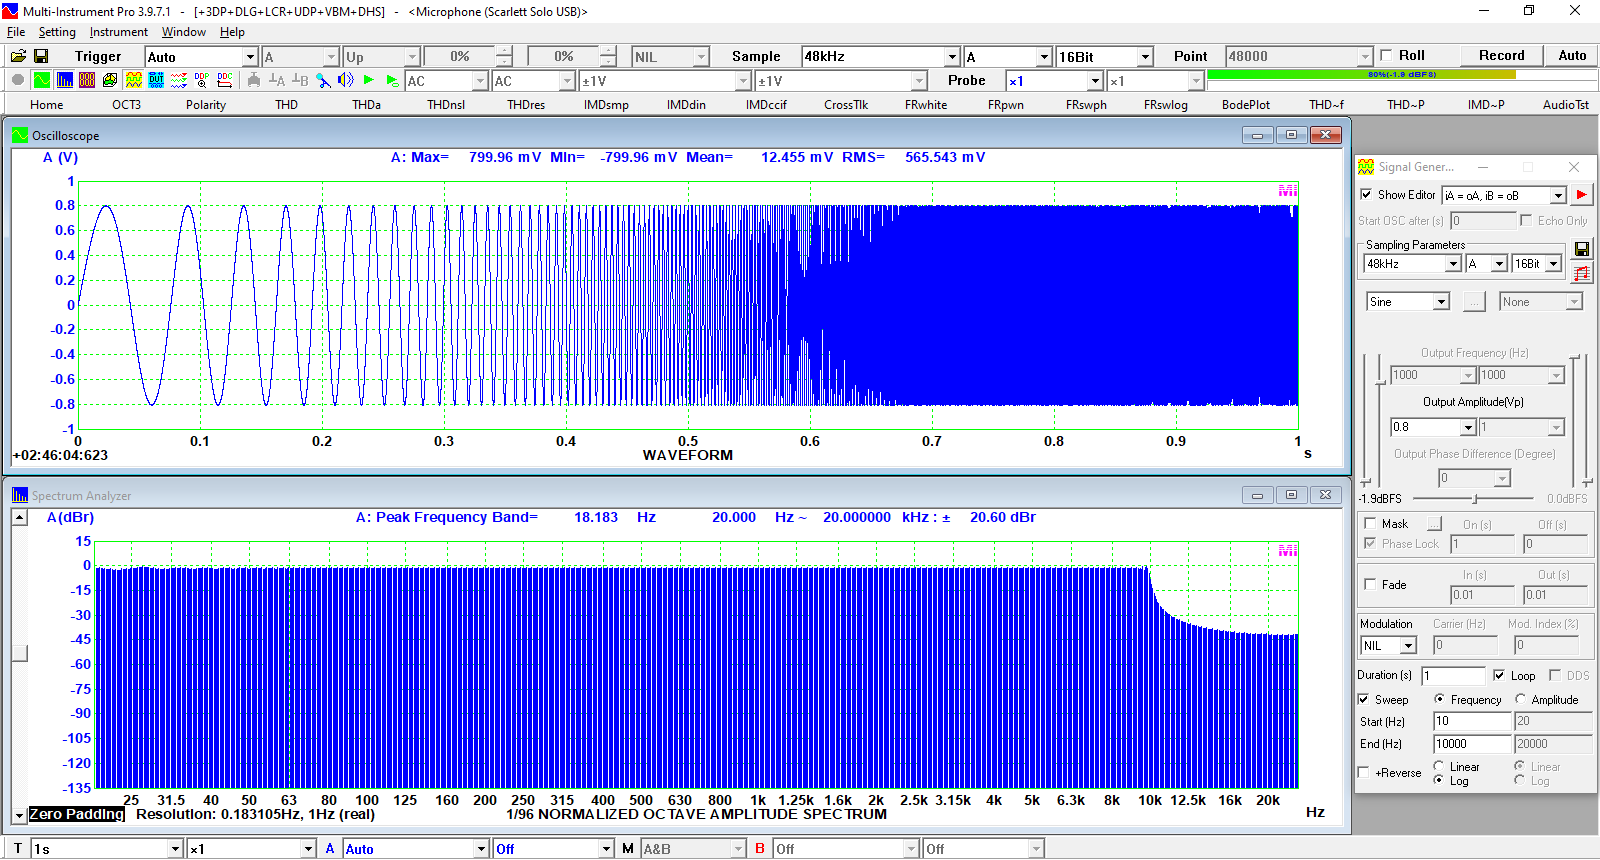 Multi-Instrument Pro 3.9.7.1 - [+3DP+DLG+LCR+UDP+VBM+DHS] - <Microphone (Scarlett Solo USB)>
File Setting Instrument Window Help
Trigger Auto A Up 0% 0% NIL Sample 48kHz A 16Bit Point 48000 Roll Record Auto
AC AC ±1V ±1V Probe ×1 ×1 80%(-1.9 dBFS)
Home OCT3 Polarity THD THDa THDnsl THDres IMDsmp IMDdin IMDccif CrossTlk FRwhite FRpwn FRswph FRswlog BodePlot THD~f THD~P IMD~P AudioTst
Oscilloscope
A (V) A: Max= 799.96 mV MIn= -799.96 mV Mean= 12.455 mV RMS= 565.543 mV
1
0.8
0.6
0.4
0.2
0
-0.2
-0.4
-0.6
-0.8
-1
MI
0 0.1 0.2 0.3 0.4 0.5 0.6 0.7 0.8 0.9 1
+02:46:04:623 WAVEFORM s
Spectrum Analyzer
A(dBr) A: Peak Frequency Band= 18.183 Hz 20.000 Hz ~ 20.000000 kHz : ± 20.60 dBr
15
0
-15
-30
-45
-60
-75
-90
-105
-120
-135
MI
25 31.5 40 50 63 80 100 125 160 200 250 315 400 500 630 800 1k 1.25k 1.6k 2k 2.5k 3.15k 4k 5k 6.3k 8k 10k 12.5k 16k 20k
Zero Padding Resolution: 0.183105Hz, 1Hz (real) 1/96 NORMALIZED OCTAVE AMPLITUDE SPECTRUM Hz
Signal Gener...
Show Editor iA = oA, iB = oB
Start OSC after (s) 0 Echo Only
Sampling Parameters
48kHz A 16Bit
Sine ... None
Output Frequency (Hz)
1000 1000
Output Amplitude(Vp)
0.8 1
Output Phase Difference (Degree)
0
-1.9dBFS 0.0dBFS
Mask ... On (s) Off (s)
Phase Lock 1 0
In (s) Out (s)
Fade 0.01 0.01
Modulation Carrier (Hz) Mod. Index (%)
NIL 0 0
Duration (s) 1 Loop DDS
Sweep Frequency Amplitude
Start (Hz) 10 20
End (Hz) 10000 20000
+Reverse Linear Linear
Log Log
T 1s ×1 A Auto Off M A&B B Off Off